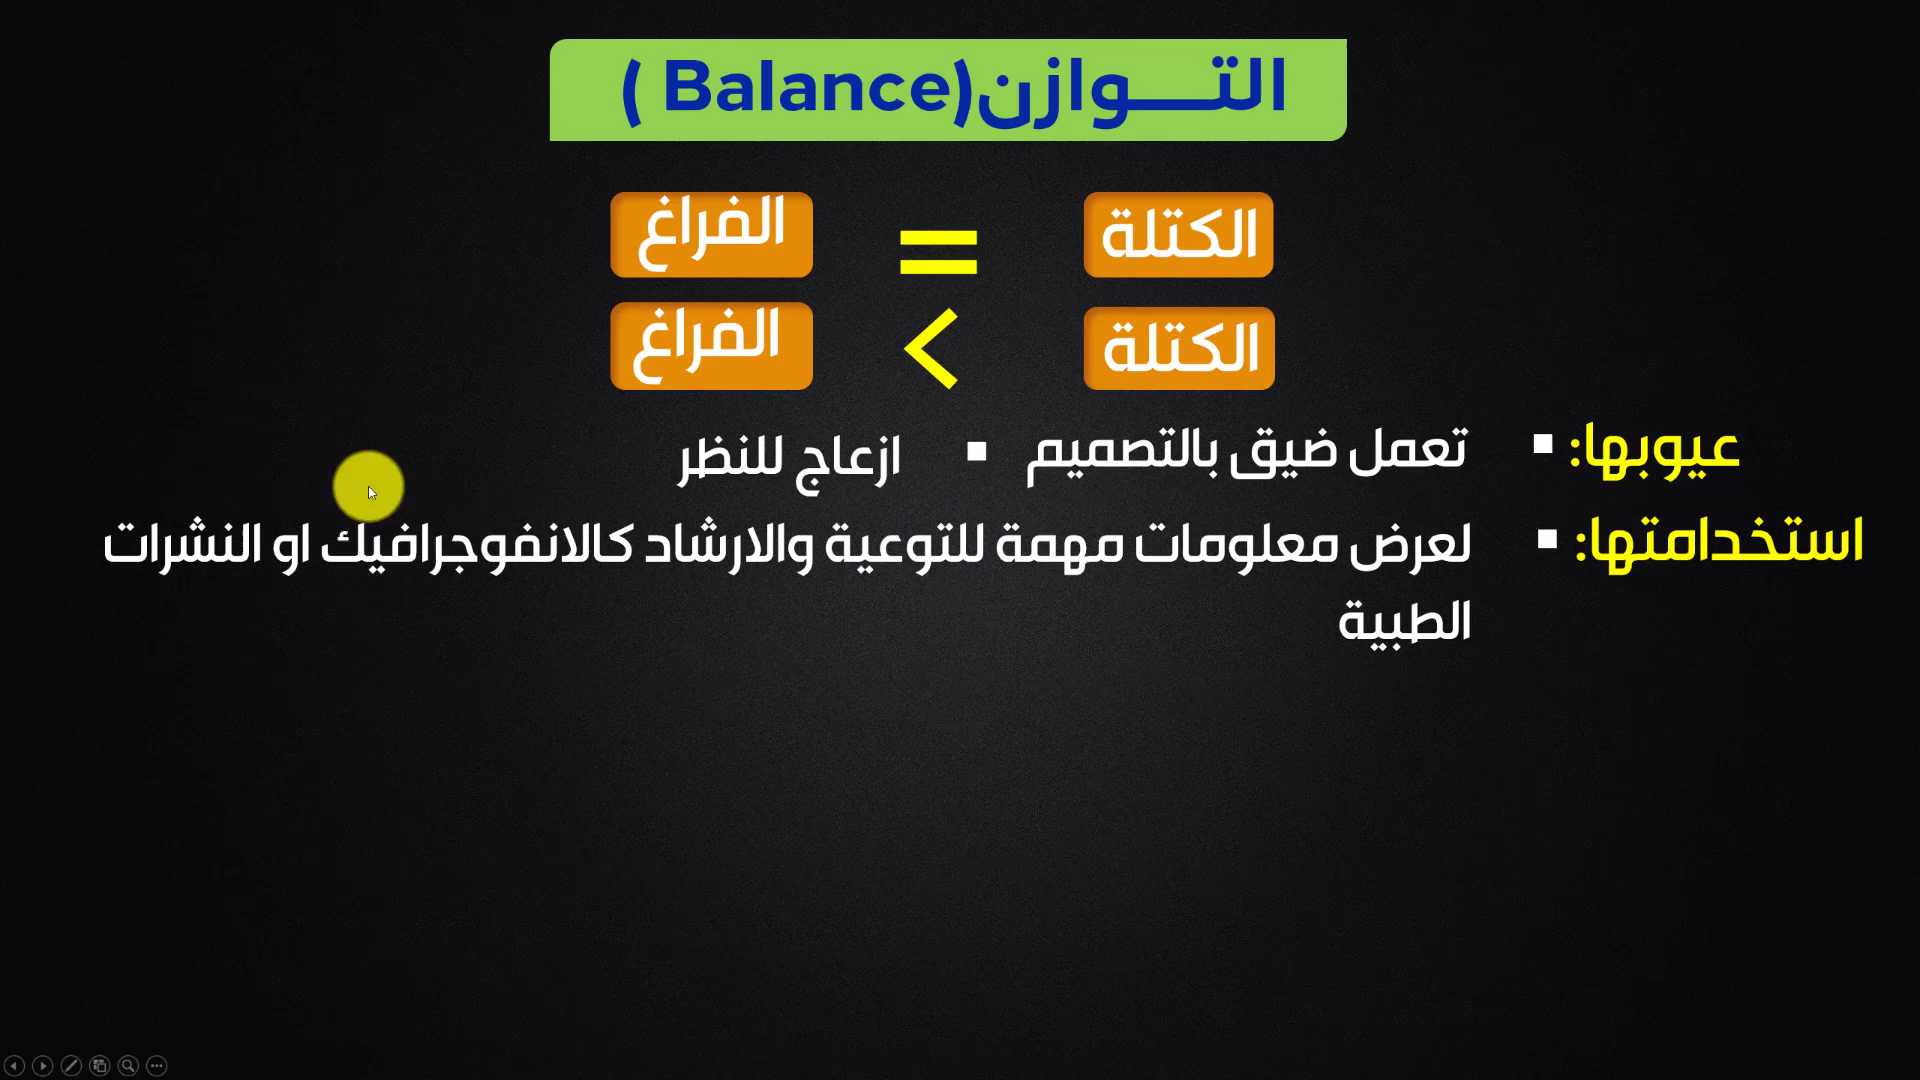 التـــوازن(Balance )
الكتلة = الفراغ
الكتلة < الفراغ
عيوبها: ▪ تعمل ضيق بالتصميم ▪ ازعاج للنظر
استخدامتها: ▪ لعرض معلومات مهمة للتوعية والارشاد كالانفوجرافيك او النشرات
الطبية